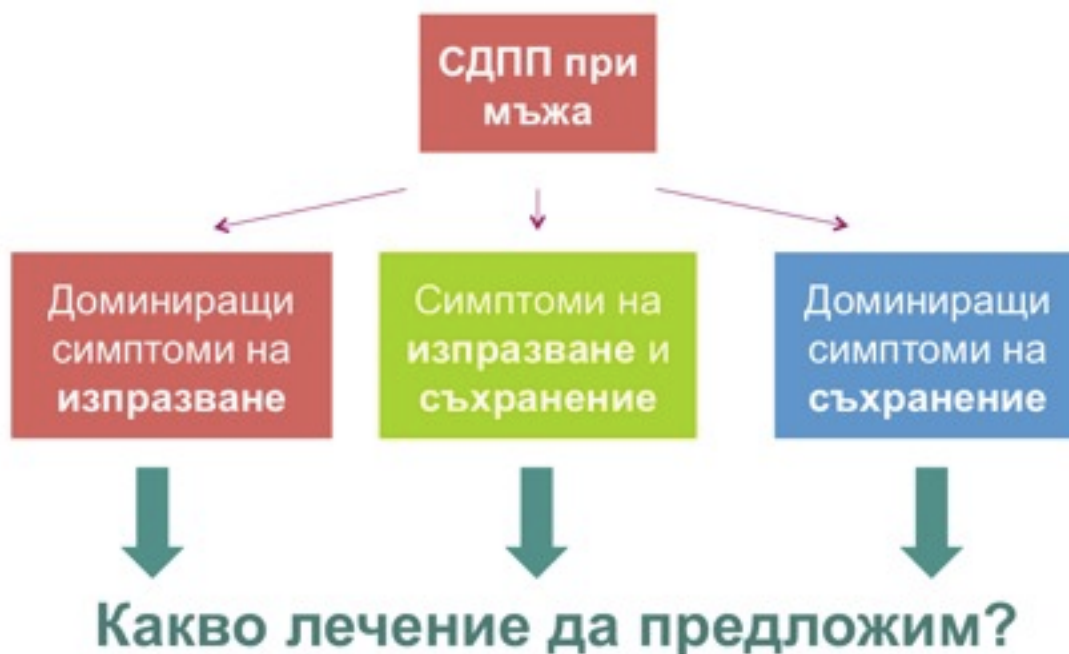 СДПП при
мъжа
Доминиращи
симптоми на
изпразване
Симптоми на
изпразване и
съхранение
Доминиращи
симптоми на
съхранение
Какво лечение да предложим?